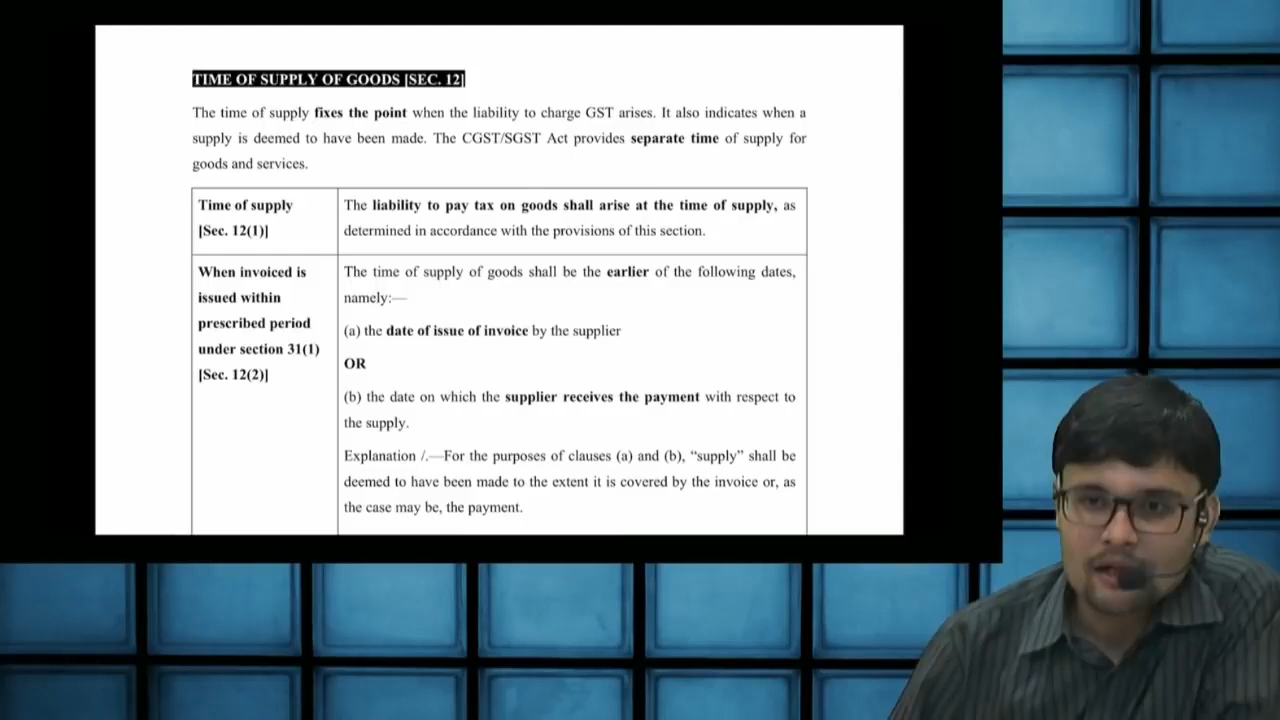 TIME OF SUPPLY OF GOODS [SEC. 12]
The time of supply fixes the point when the liability to charge GST arises. It also indicates when a
supply is deemed to have been made. The CGST/SGST Act provides separate time of supply for
goods and services.
Time of supply
[Sec. 12(1)]
The liability to pay tax on goods shall arise at the time of supply, as
determined in accordance with the provisions of this section.
When invoiced is
issued within
prescribed period
under section 31(1)
[Sec. 12(2)]
The time of supply of goods shall be the earlier of the following dates,
namely:—
(a) the date of issue of invoice by the supplier
OR
(b) the date on which the supplier receives the payment with respect to
the supply.
Explanation /.—For the purposes of clauses (a) and (b), “supply” shall be
deemed to have been made to the extent it is covered by the invoice or, as
the case may be, the payment.